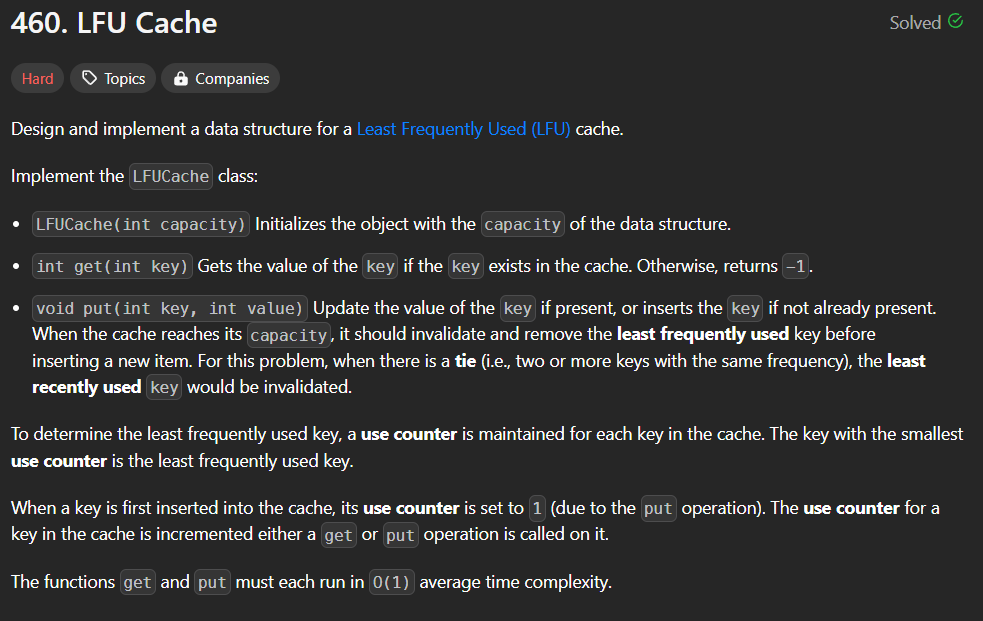 460. LFU Cache
Solved
Hard Topics Companies
Design and implement a data structure for a Least Frequently Used (LFU) cache.
Implement the LFUCache class:
• LFUCache(int capacity) Initializes the object with the capacity of the data structure.
• int get(int key) Gets the value of the key if the key exists in the cache. Otherwise, returns -1.
• void put(int key, int value) Update the value of the key if present, or inserts the key if not already present.
When the cache reaches its capacity, it should invalidate and remove the least frequently used key before
inserting a new item. For this problem, when there is a tie (i.e., two or more keys with the same frequency), the least
recently used key would be invalidated.
To determine the least frequently used key, a use counter is maintained for each key in the cache. The key with the smallest
use counter is the least frequently used key.
When a key is first inserted into the cache, its use counter is set to 1 (due to the put operation). The use counter for a
key in the cache is incremented either a get or put operation is called on it.
The functions get and put must each run in O(1) average time complexity.